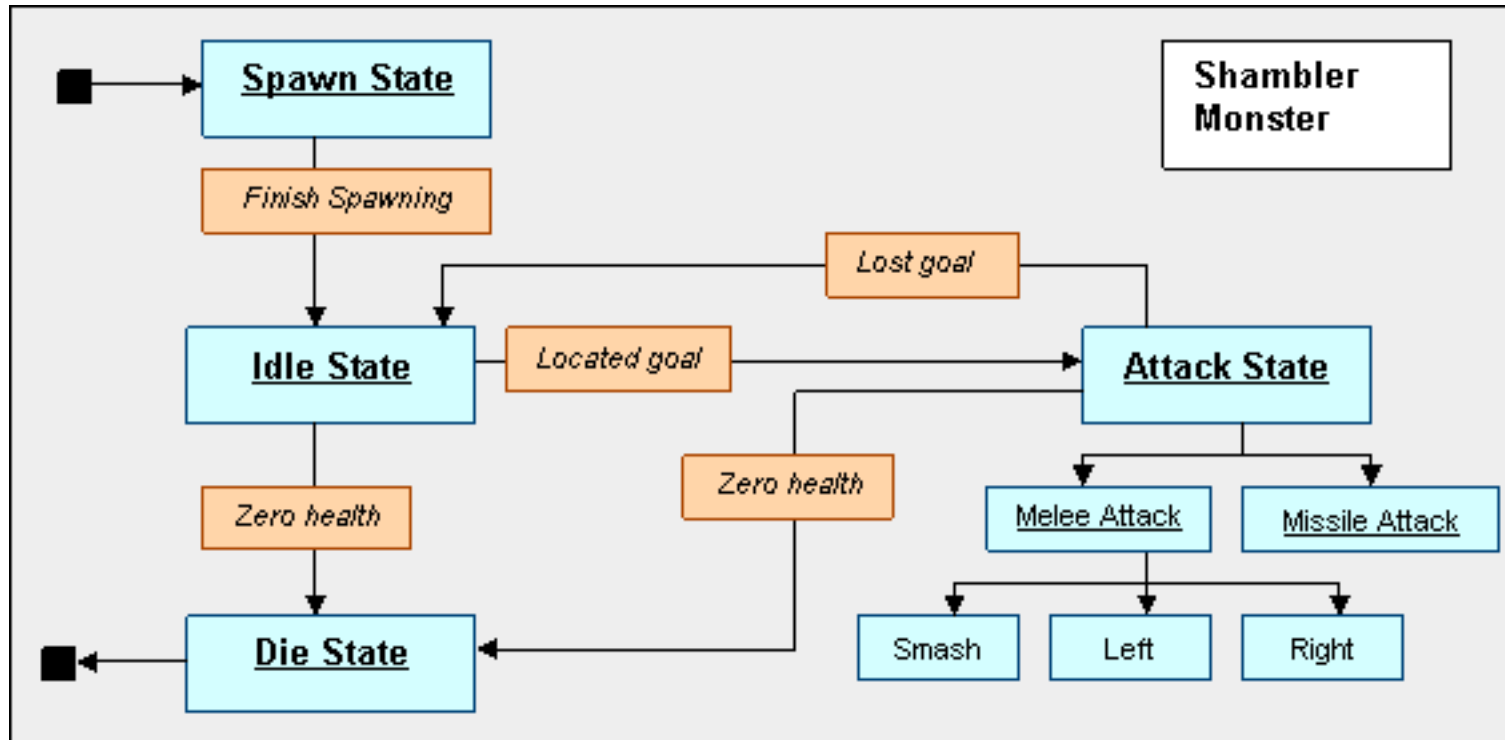 Spawn State
Shambler
Monster
Finish Spawning
Lost goal
Idle State
Located goal
Attack State
Zero health
Zero health
Melee Attack
Missile Attack
Die State
Smash
Left
Right